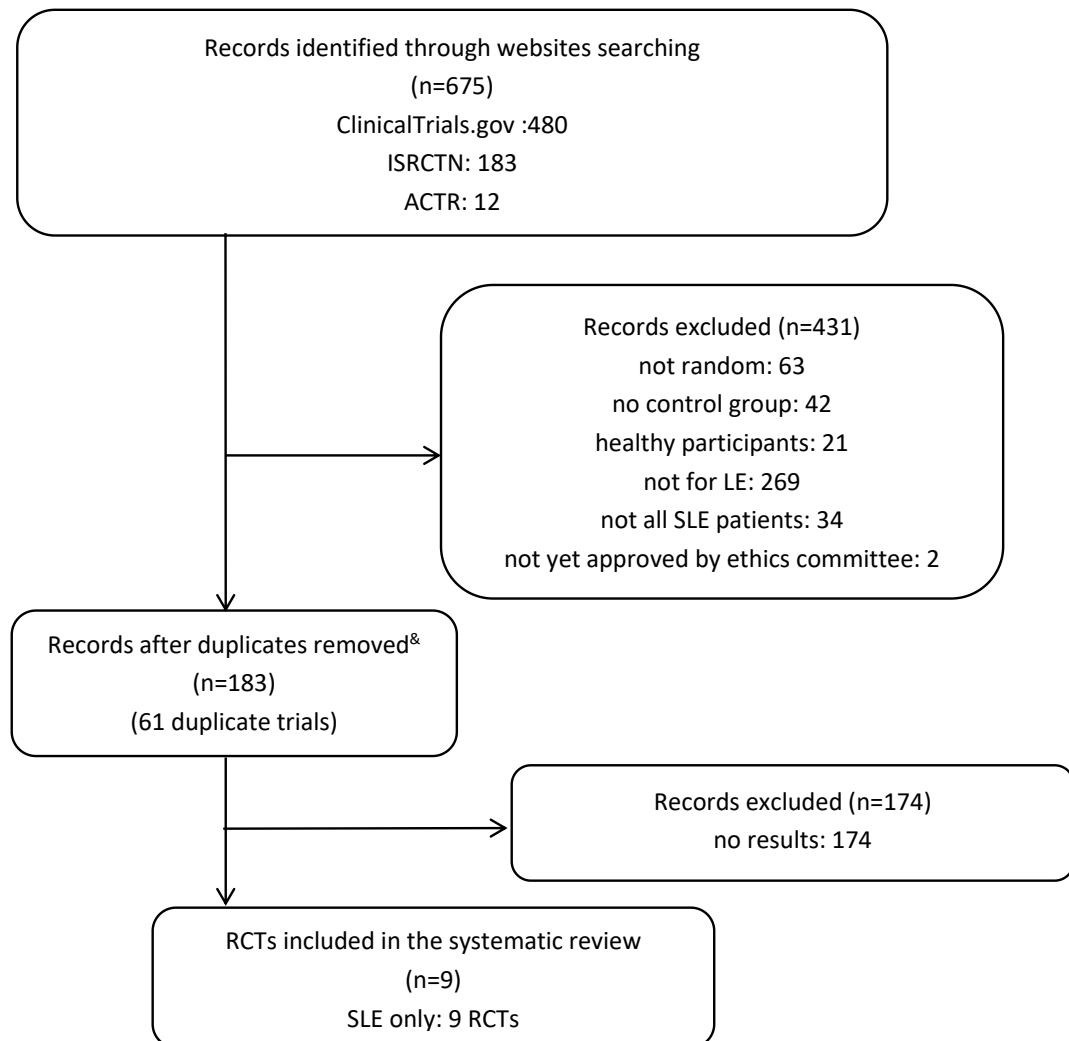 Records identified through websites searching
(n=675)
ClinicalTrials.gov :480
ISRCTN: 183
ACTR: 12
Records excluded (n=431)
not random: 63
no control group: 42
healthy participants: 21
not for LE: 269
not all SLE patients: 34
not yet approved by ethics committee: 2
Records after duplicates removed&
(n=183)
(61 duplicate trials)
Records excluded (n=174)
no results: 174
RCTs included in the systematic review
(n=9)
SLE only: 9 RCTs